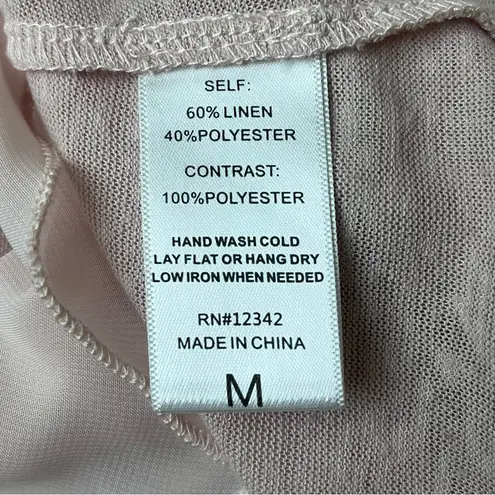 SELF:
60% LINEN
40%POLYESTER
CONTRAST:
100%POLYESTER
HAND WASH COLD
LAY FLAT OR HANG DRY
LOW IRON WHEN NEEDED
RN#12342
MADE IN CHINA
M